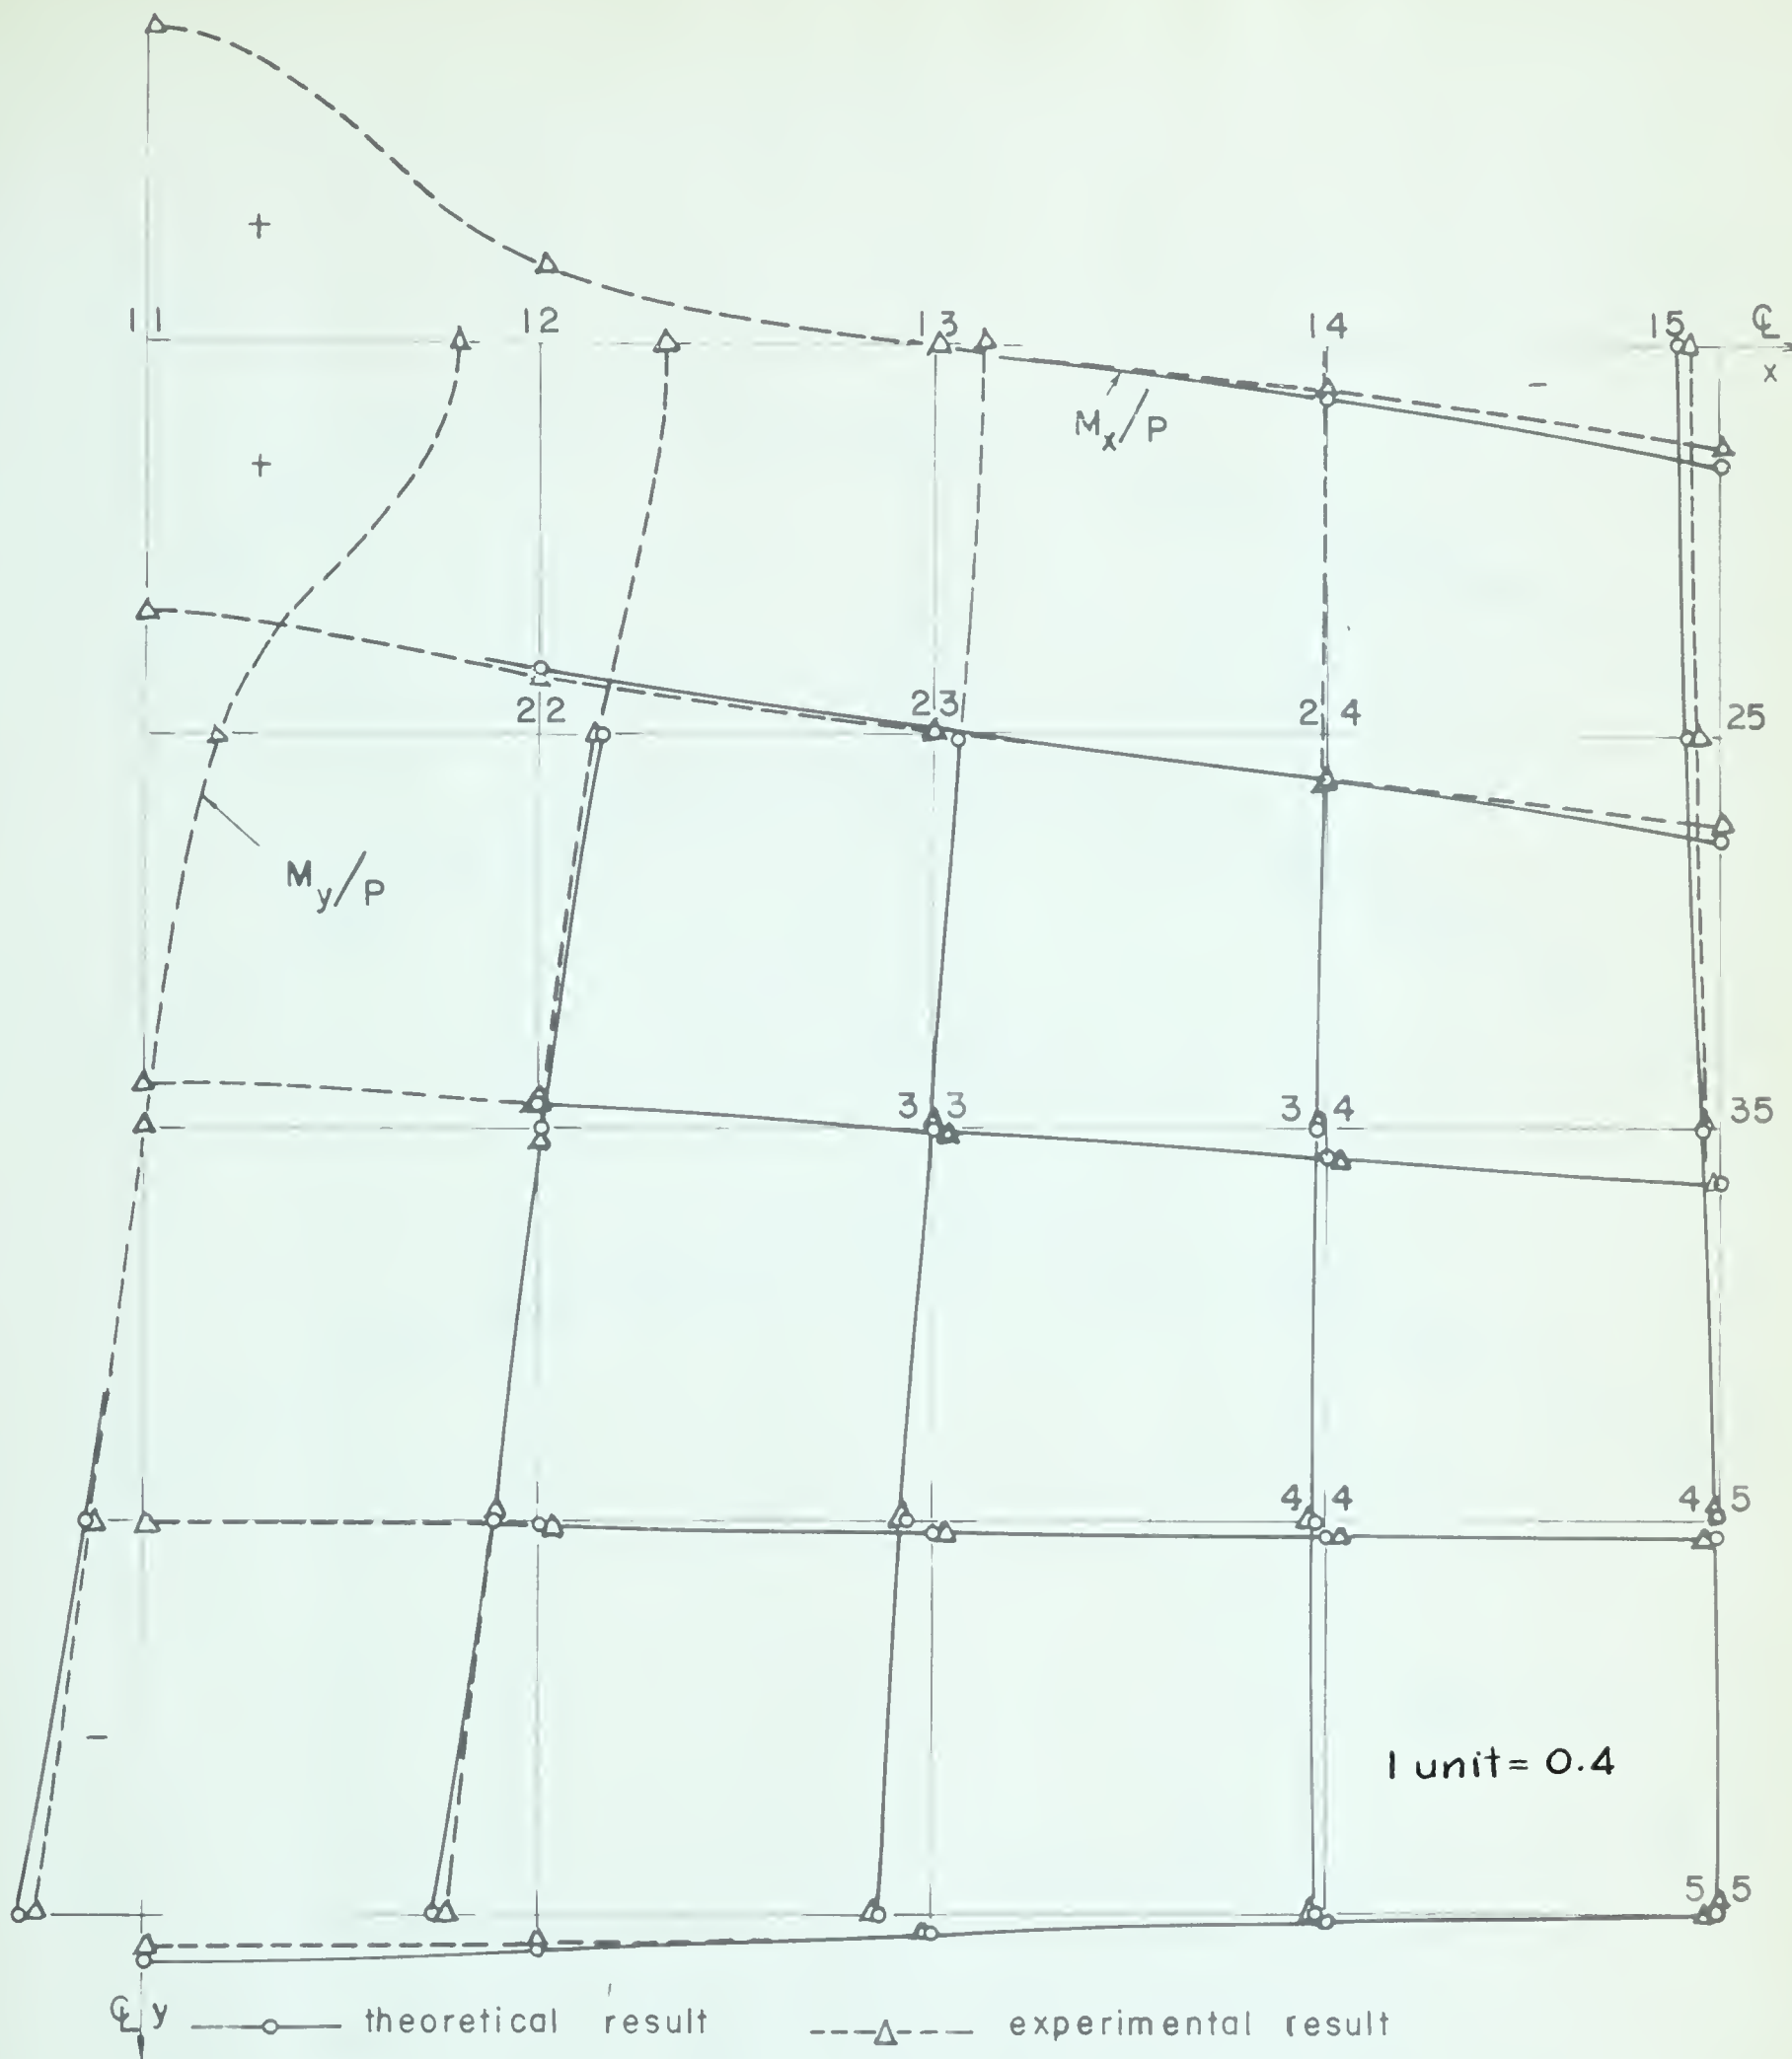 +
11 12 13 14 15 ℄
x
Mx/P
-
+
22 23 24 25
My/P
33 34 35
44 45
-
1 unit = 0.4
55
℄ y
theoretical result experimental result